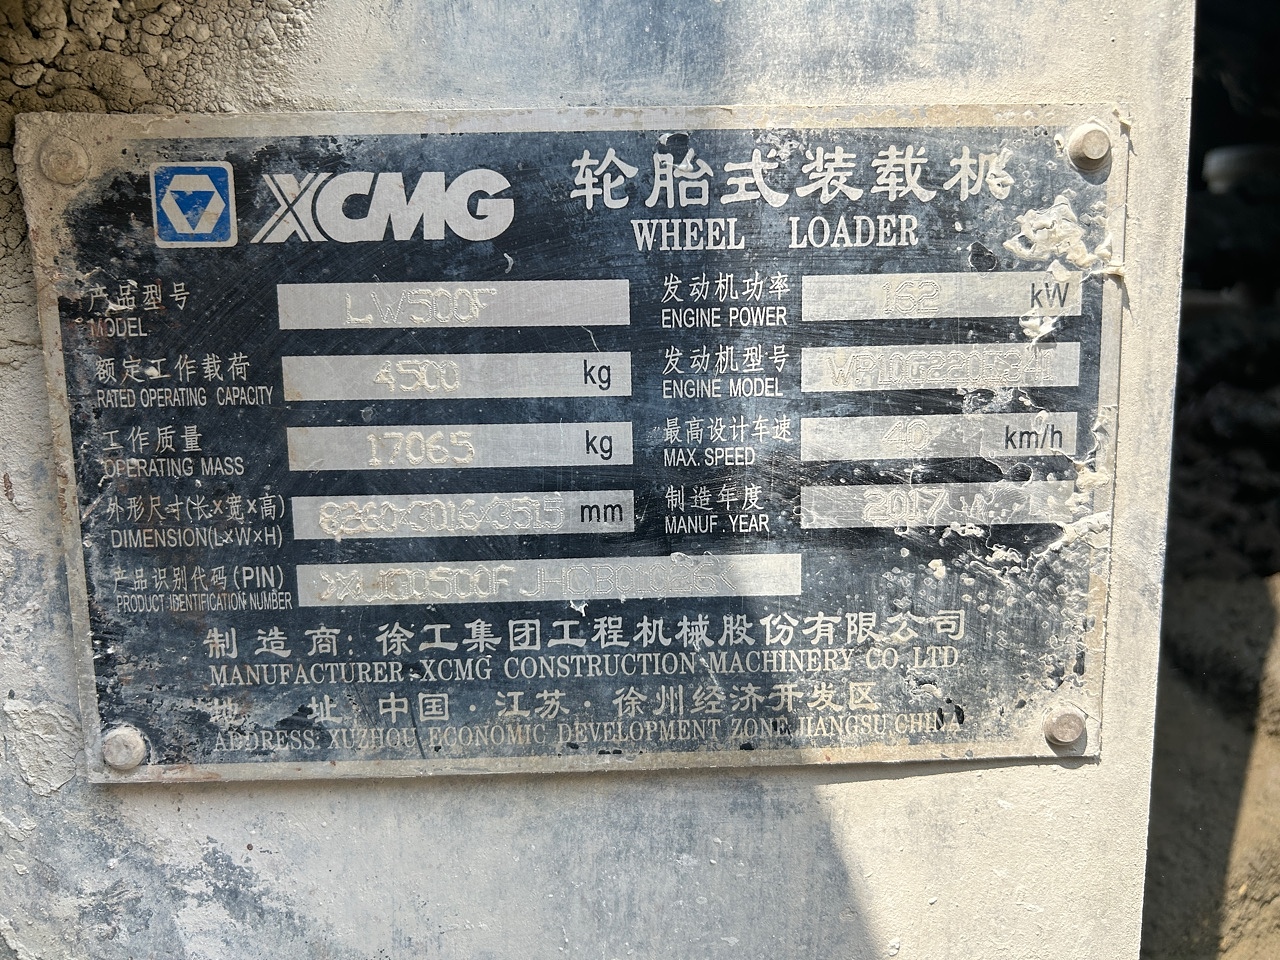 XCMG 轮胎式装载机
WHEEL LOADER
产品型号 LW500F 发动机功率 162 kW
MODEL ENGINE POWER
额定工作载荷 4500 kg 发动机型号
RATED OPERATING CAPACITY ENGINE MODEL
工作质量 17065 kg 最高设计车速 40 km/h
OPERATING MASS MAX. SPEED
外形尺寸(长×宽×高) 8260×3016×3515 mm 制造年度 2017
DIMENSION(L×W×H) MANUF. YEAR
产品识别代码(PIN)
PRODUCT IDENTIFICATION NUMBER
制造商: 徐工集团工程机械股份有限公司
MANUFACTURER:XCMG CONSTRUCTION MACHINERY CO.,LTD.
地址 中国·江苏·徐州经济开发区
ADDRESS XUZHOU ECONOMIC DEVELOPMENT ZONE,JIANGSU,CHINA